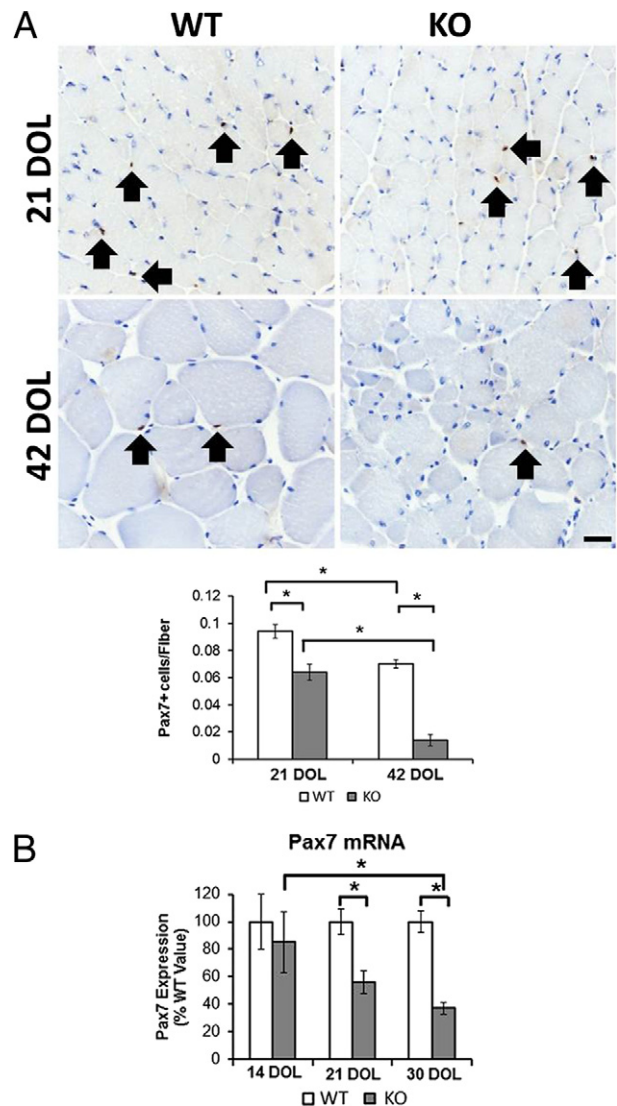 A
WT KO
21 DOL
42 DOL
* *
*
*
0.12
0.1
0.08
0.06
0.04
0.02
0
Pax7+ cells/Fiber
21 DOL 42 DOL
WT KO
B
Pax7 mRNA
*
* *
120
100
80
60
40
20
0
Pax7 Expression
(% WT Value)
14 DOL 21 DOL 30 DOL
WT KO